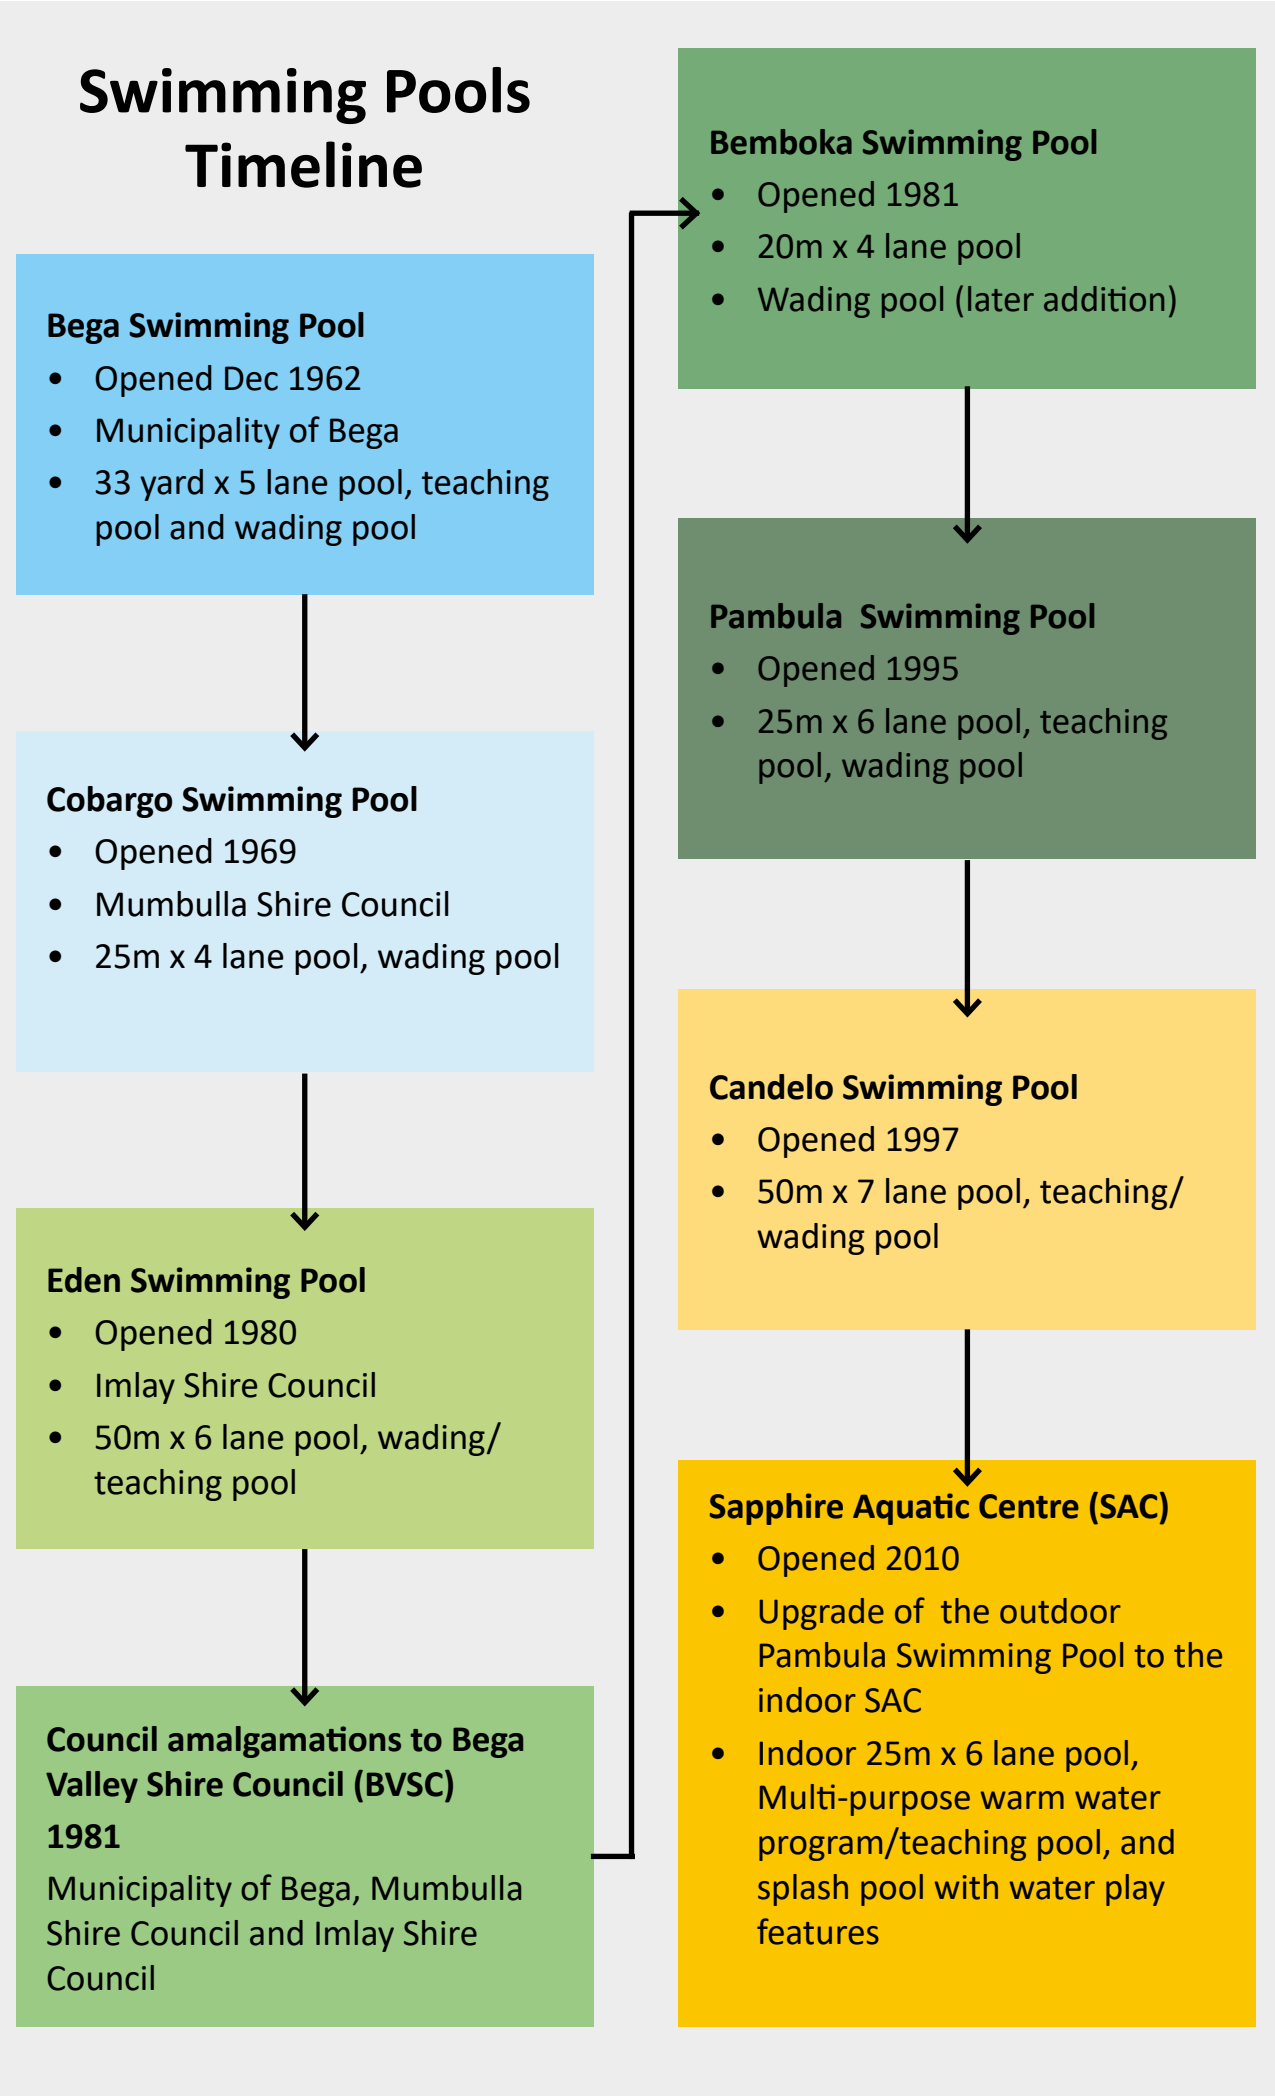 Swimming Pools
Timeline
Bega Swimming Pool
• Opened Dec 1962
• Municipality of Bega
• 33 yard x 5 lane pool, teaching
pool and wading pool
Cobargo Swimming Pool
• Opened 1969
• Mumbulla Shire Council
• 25m x 4 lane pool, wading pool
Eden Swimming Pool
• Opened 1980
• Imlay Shire Council
• 50m x 6 lane pool, wading/
teaching pool
Council amalgamations to Bega
Valley Shire Council (BVSC)
1981
Municipality of Bega, Mumbulla
Shire Council and Imlay Shire
Council
Bemboka Swimming Pool
• Opened 1981
• 20m x 4 lane pool
• Wading pool (later addition)
Pambula  Swimming Pool
• Opened 1995
• 25m x 6 lane pool, teaching
pool, wading pool
Candelo Swimming Pool
• Opened 1997
• 50m x 7 lane pool, teaching/
wading pool
Sapphire Aquatic Centre (SAC)
• Opened 2010
• Upgrade of  the outdoor
Pambula Swimming Pool to the
indoor SAC
• Indoor 25m x 6 lane pool,
Multi-purpose warm water
program/teaching pool, and
splash pool with water play
features